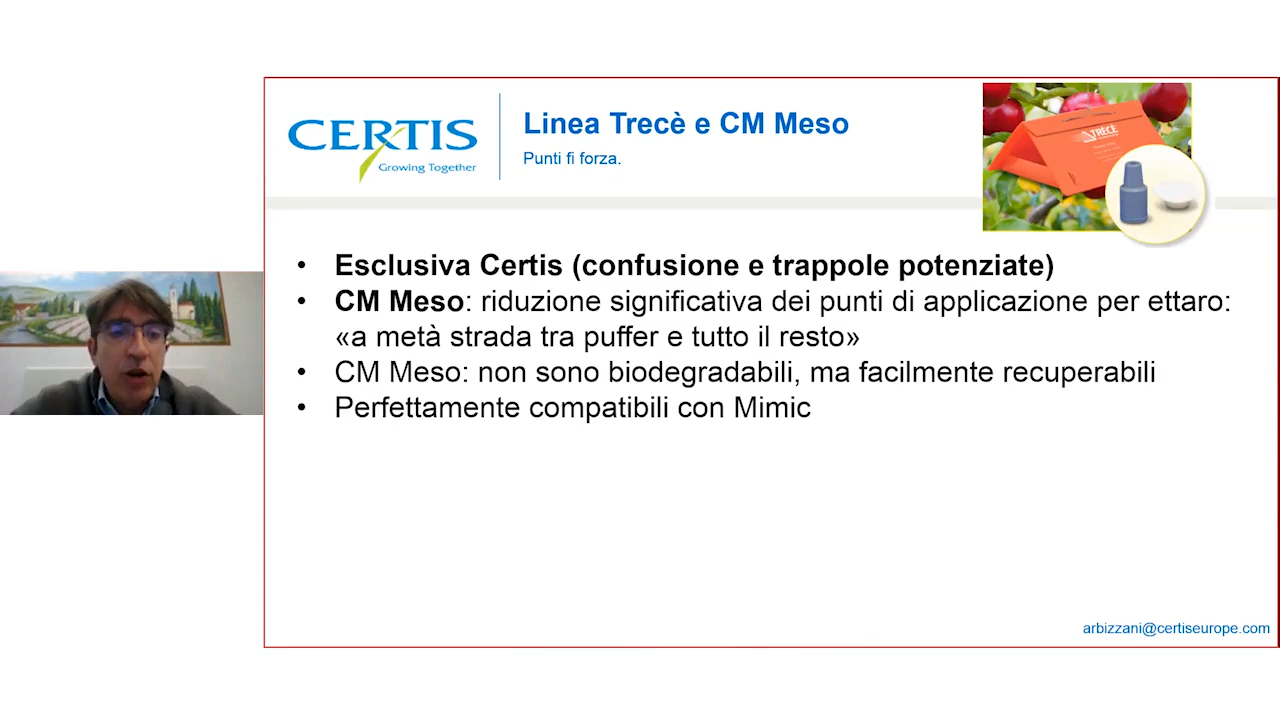 CERTIS
Growing Together
Linea Trecè e CM Meso
Punti fi forza.
TRECE
• Esclusiva Certis (confusione e trappole potenziate)
• CM Meso: riduzione significativa dei punti di applicazione per ettaro:
«a metà strada tra puffer e tutto il resto»
• CM Meso: non sono biodegradabili, ma facilmente recuperabili
• Perfettamente compatibili con Mimic
arbizzani@certiseurope.com